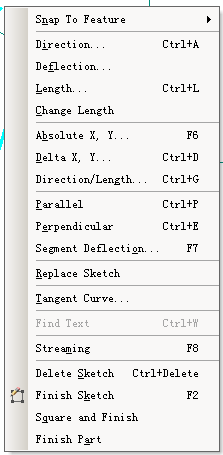 Snap To Feature
Direction... Ctrl+A
Deflection...
Length... Ctrl+L
Change Length
Absolute X, Y... F6
Delta X, Y... Ctrl+D
Direction/Length... Ctrl+G
Parallel Ctrl+P
Perpendicular Ctrl+E
Segment Deflection... F7
Replace Sketch
Tangent Curve...
Find Text Ctrl+W
Streaming F8
Delete Sketch Ctrl+Delete
Finish Sketch F2
Square and Finish
Finish Part